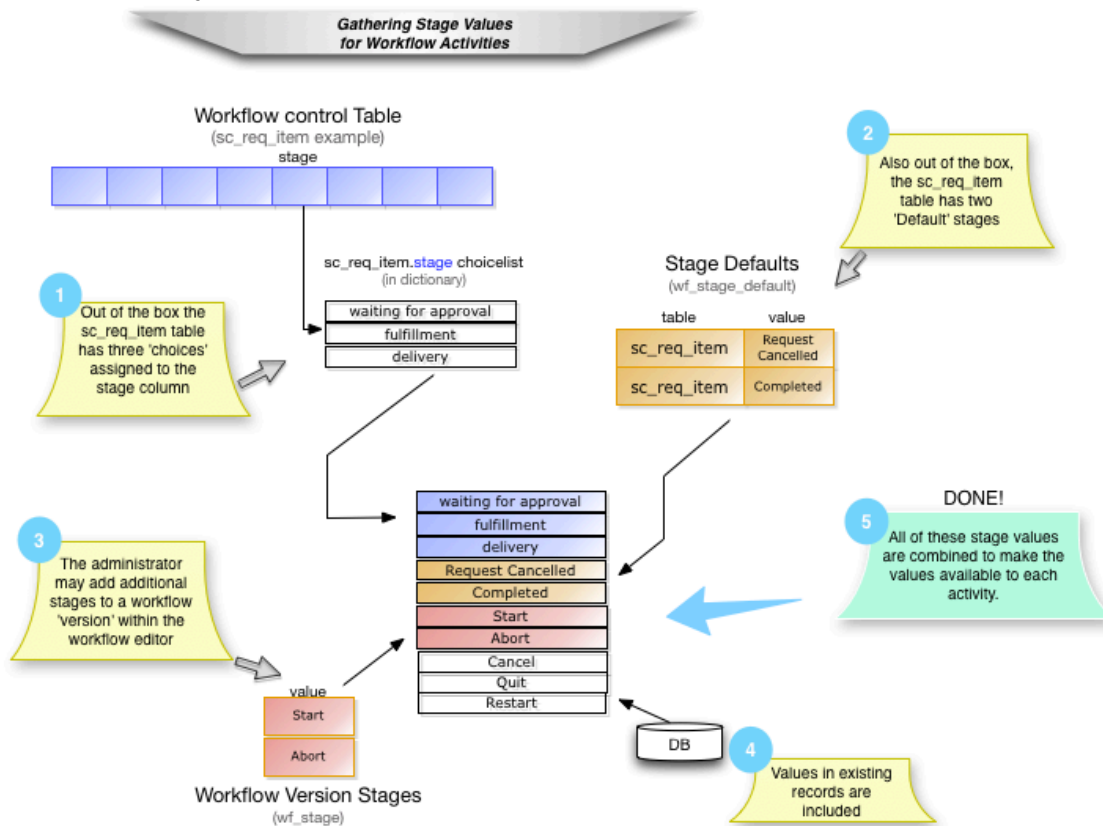 Gathering Stage Values
for Workflow Activities
Workflow control Table
(sc_req_item example)
stage
2
Also out of the box,
the sc_req_item
table has two
'Default' stages
sc_req_item.stage choicelist
(in dictionary)
waiting for approval
fulfillment
delivery
1
Out of the box the
sc_req_item table
has three 'choices'
assigned to the
stage column
Stage Defaults
(wf_stage_default)
table value
sc_req_item Request
Cancelled
sc_req_item Completed
waiting for approval
fulfillment
delivery
Request Cancelled
Completed
Start
Abort
Cancel
Quit
Restart
3
The administrator
may add additional
stages to a workflow
'version' within the
workflow editor
DONE!
5
All of these stage values
are combined to make the
values available to each
activity.
value
Start
Abort
Workflow Version Stages
(wf_stage)
DB
4
Values in existing
records are
included